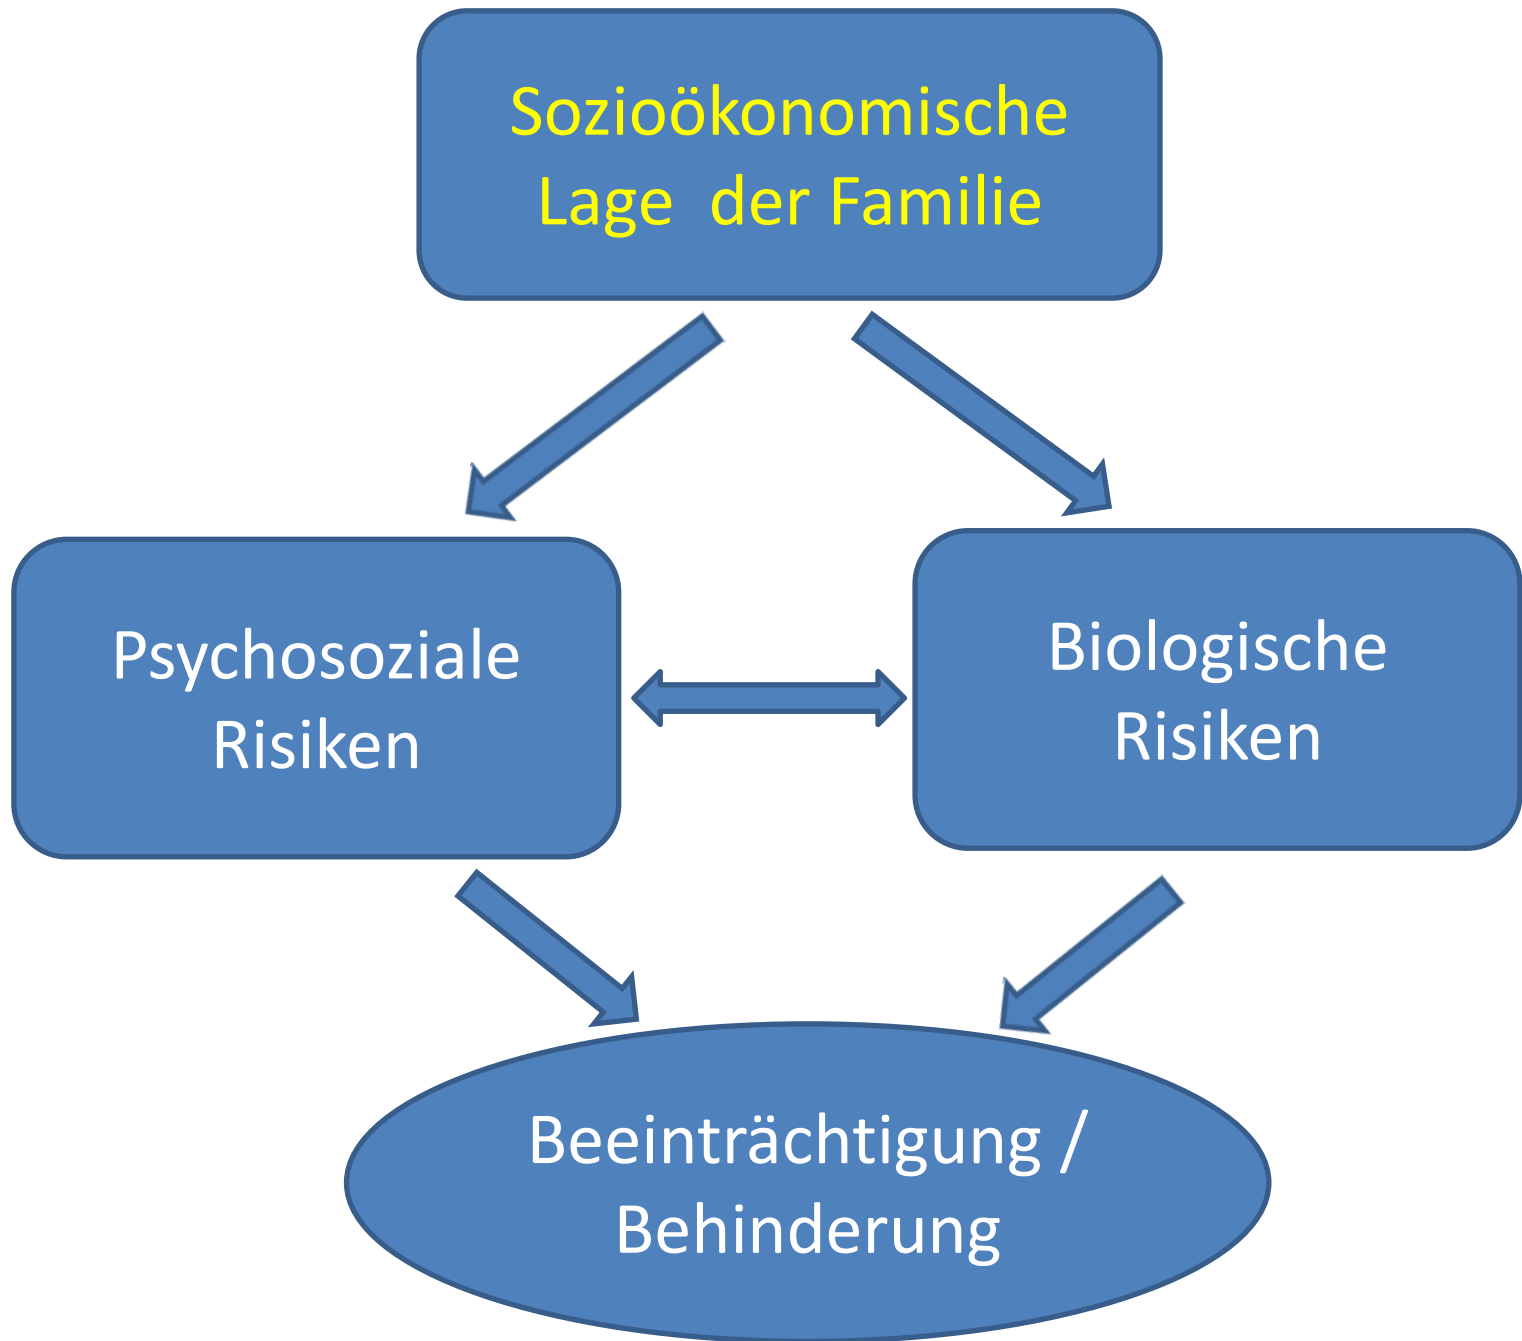 Sozioökonomische
Lage der Familie
Psychosoziale
Risiken
Biologische
Risiken
Beeinträchtigung /
Behinderung